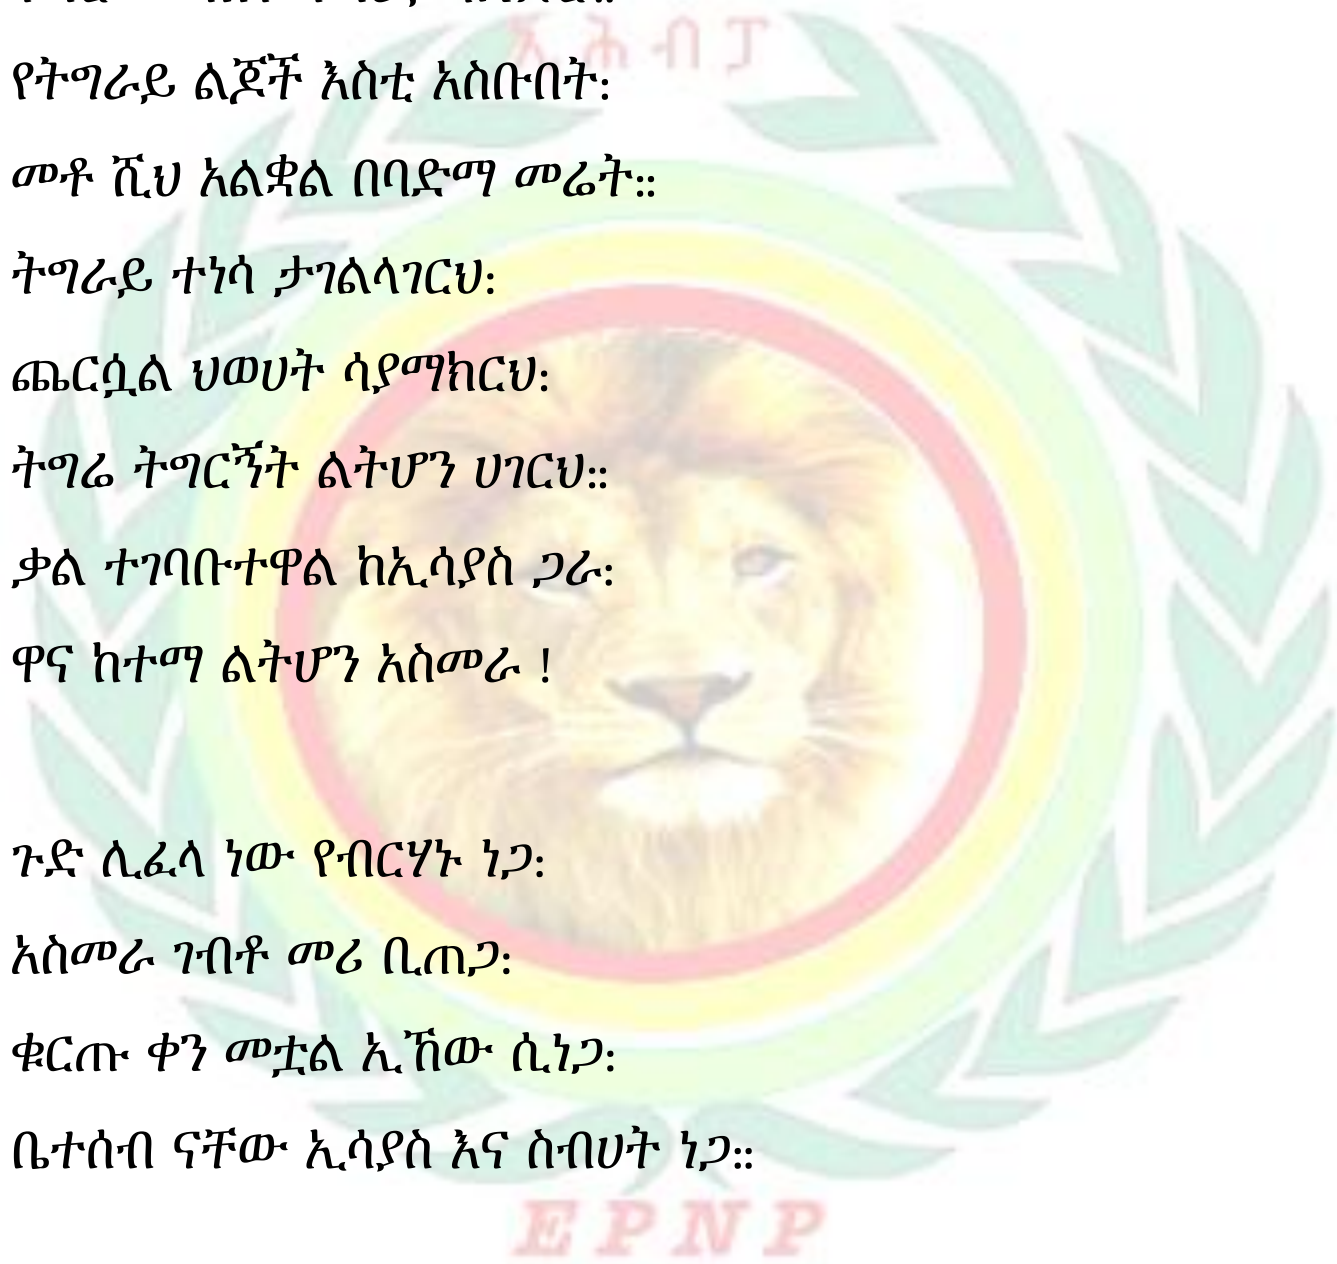 ኢሕብፓ
የትግራይ ልጆች እስቲ አስቡበት፡
መቶ ሺህ አልቋል በባድማ መሬት።
ትግራይ ተነሳ ታገልላገርህ፡
ጨርሷል ህወሀት ሳያማክርህ፡
ትግሬ ትግርኝት ልትሆን ሀገርህ።
ቃል ተገባቡተዋል ከኢሳያስ ጋራ፡
ዋና ከተማ ልትሆን አስመራ !
ጉድ ሊፈላ ነው የብርሃኑ ነጋ፡
አስመራ ገብቶ መሪ ቢጠጋ፡
ቁርጡ ቀን መቷል ኢኸው ሲነጋ፡
ቤተሰብ ናቸው ኢሳያስ እና ስብሀት ነጋ።
EPNP